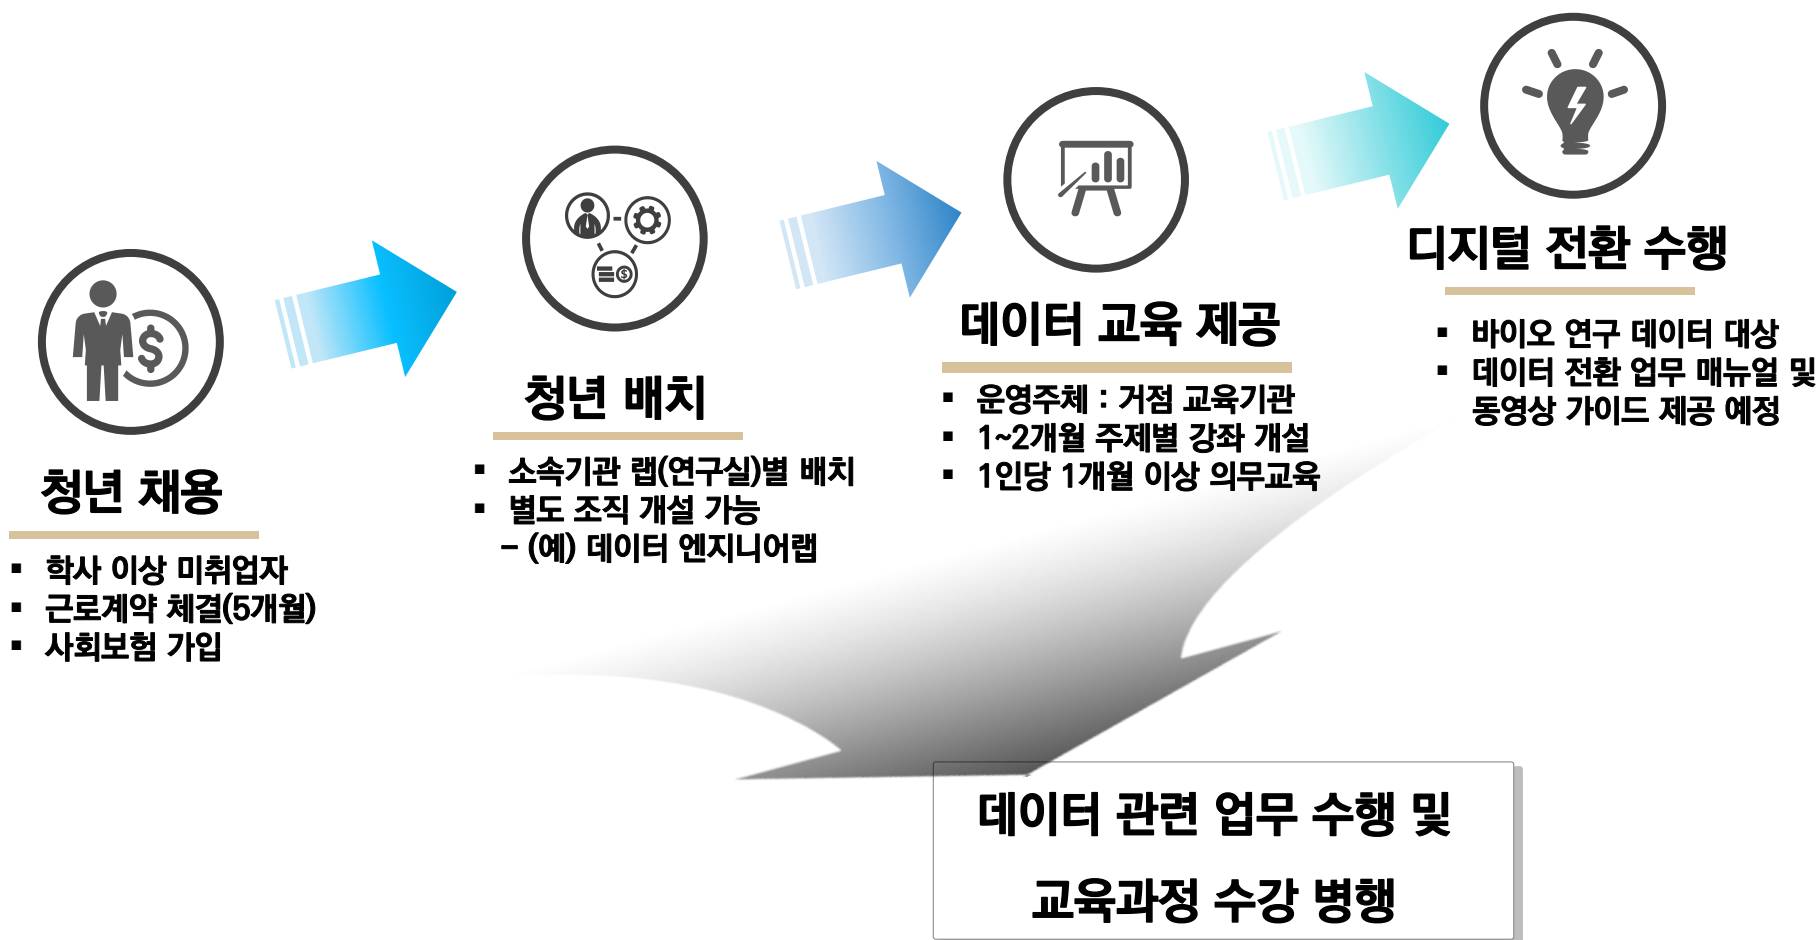 청년 채용
▪ 학사 이상 미취업자
▪ 근로계약 체결(5개월)
▪ 사회보험 가입
청년 배치
▪ 소속기관 랩(연구실)별 배치
▪ 별도 조직 개설 가능
– (예) 데이터 엔지니어랩
데이터 교육 제공
▪ 운영주체 : 거점 교육기관
▪ 1~2개월 주제별 강좌 개설
▪ 1인당 1개월 이상 의무교육
디지털 전환 수행
▪ 바이오 연구 데이터 대상
▪ 데이터 전환 업무 매뉴얼 및
동영상 가이드 제공 예정
데이터 관련 업무 수행 및
교육과정 수강 병행